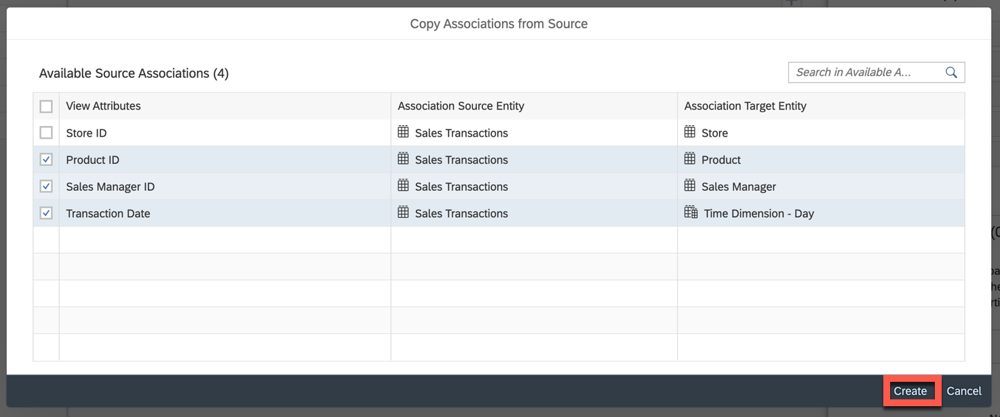 Copy Associations from Source
Available Source Associations (4)
Search in Available A...
View Attributes Association Source Entity Association Target Entity
Store ID Sales Transactions Store
Product ID Sales Transactions Product
Sales Manager ID Sales Transactions Sales Manager
Transaction Date Sales Transactions Time Dimension - Day
Create Cancel